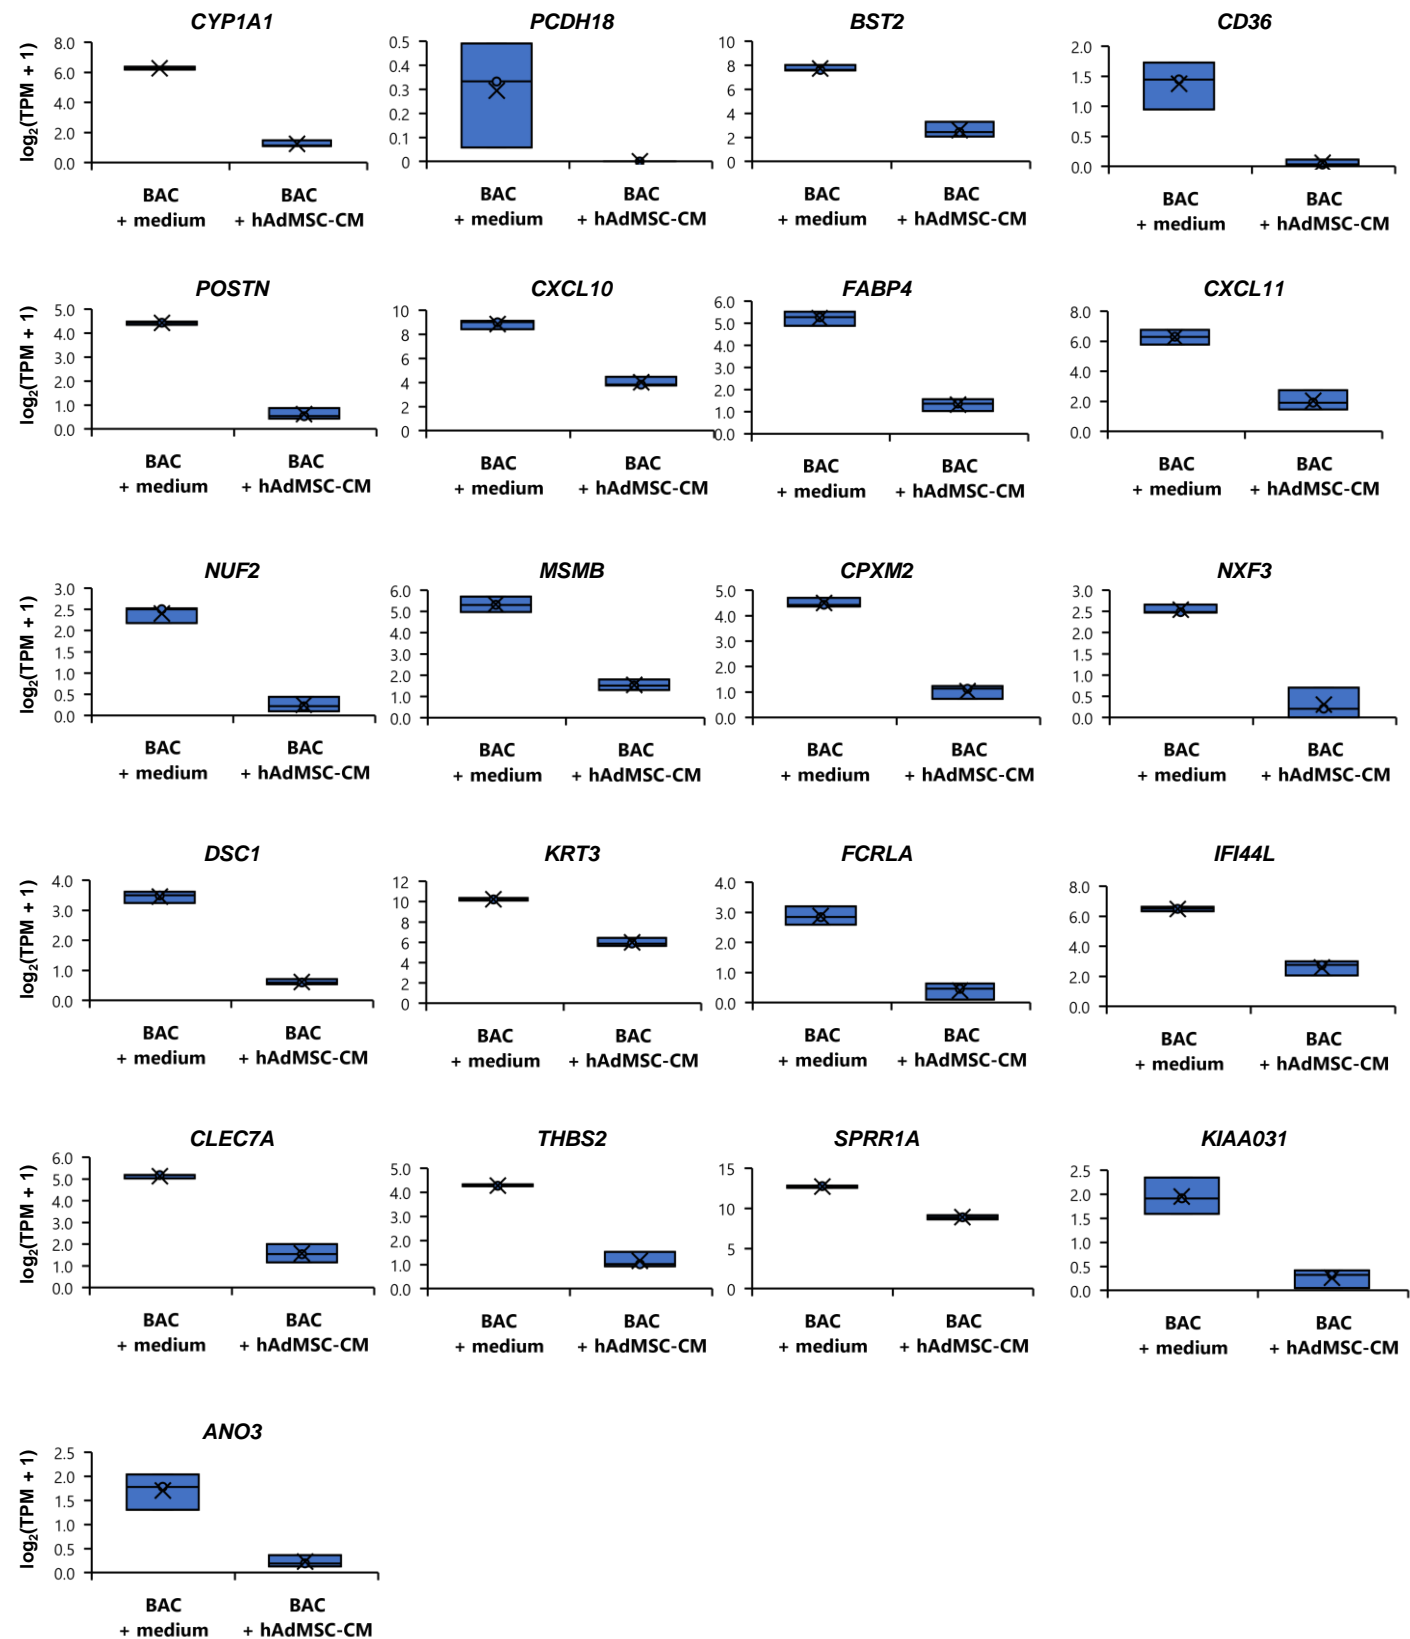 CYP1A1 PCDH18 BST2 CD36
log₂(TPM + 1)
8.0 0.5 10 2.0
6.0 0.4 8 1.5
4.0 0.3 6 1.0
2.0 0.2 4 0.5
0.0 0.1 2 0.0
0 0
BAC BAC BAC BAC BAC BAC BAC BAC
+ medium + hAdMSC-CM + medium + hAdMSC-CM + medium + hAdMSC-CM + medium + hAdMSC-CM
POSTN CXCL10 FABP4 CXCL11
log₂(TPM + 1)
5.0 10 6.0 8.0
4.0 8 5.0 6.0
3.0 6 4.0 4.0
2.0 4 3.0 2.0
1.0 2 2.0 0.0
0.0 0 1.0
0.0
BAC BAC BAC BAC BAC BAC BAC BAC
+ medium + hAdMSC-CM + medium + hAdMSC-CM + medium + hAdMSC-CM + medium + hAdMSC-CM
NUF2 MSMB CPXM2 NXF3
log₂(TPM + 1)
3.0 6.0 5.0 3.0
2.5 5.0 4.0 2.5
2.0 4.0 3.0 2.0
1.5 3.0 2.0 1.5
1.0 2.0 1.0 1.0
0.5 1.0 0.0 0.5
0.0 0.0 0.0
BAC BAC BAC BAC BAC BAC BAC BAC
+ medium + hAdMSC-CM + medium + hAdMSC-CM + medium + hAdMSC-CM + medium + hAdMSC-CM
DSC1 KRT3 FCRLA IFI44L
log₂(TPM + 1)
4.0 12 4.0 8.0
3.0 10 3.0 6.0
2.0 8 2.0 4.0
1.0 6 1.0 2.0
0.0 4 0.0 0.0
2
0
BAC BAC BAC BAC BAC BAC BAC BAC
+ medium + hAdMSC-CM + medium + hAdMSC-CM + medium + hAdMSC-CM + medium + hAdMSC-CM
CLEC7A THBS2 SPRR1A KIAA031
log₂(TPM + 1)
6.0 5.0 15 2.5
5.0 4.0 10 2.0
4.0 3.0 5 1.5
3.0 2.0 0 1.0
2.0 1.0 0.5
1.0 0.0 0.0
0.0
BAC BAC BAC BAC BAC BAC BAC BAC
+ medium + hAdMSC-CM + medium + hAdMSC-CM + medium + hAdMSC-CM + medium + hAdMSC-CM
ANO3
log₂(TPM + 1)
2.5
2.0
1.5
1.0
0.5
0.0
BAC BAC
+ medium + hAdMSC-CM